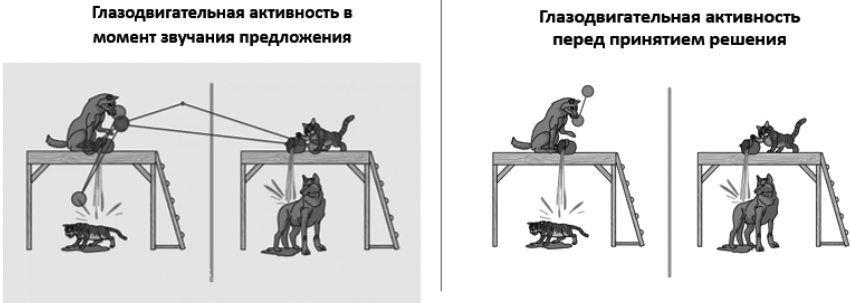 Глазодвигательная активность в
момент звучания предложения
Глазодвигательная активность
перед принятием решения